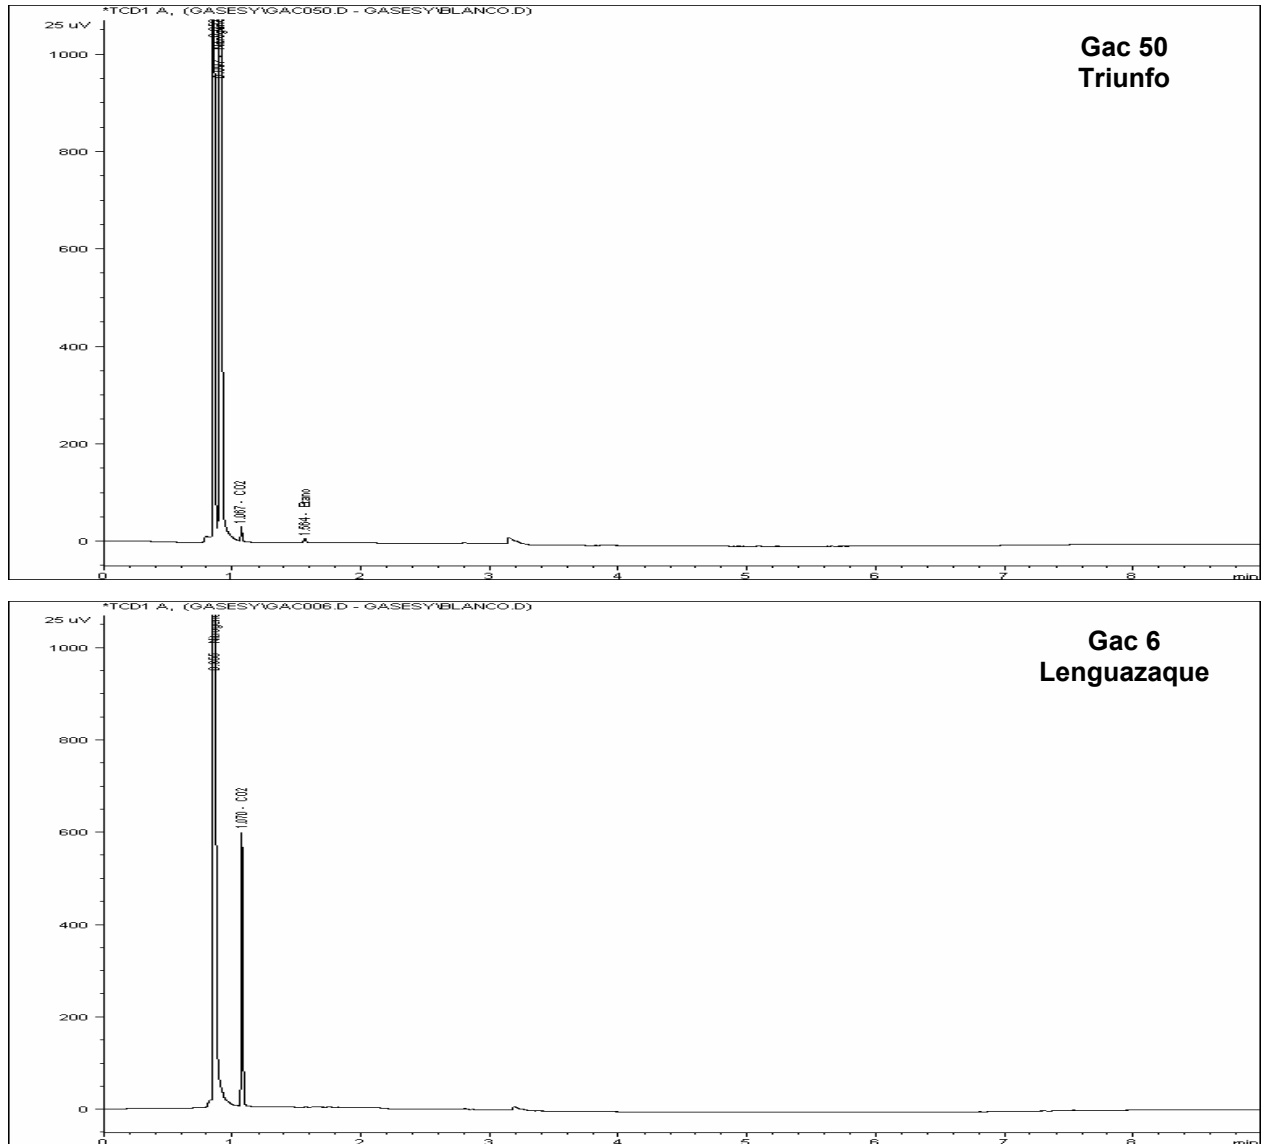 *TCD1 A, (GASESY\GAC050.D - GASESY\BLANCO.D)
25 uV
Gac 50
Triunfo
1000
800
600
400
200
0
1.067 - CO2
1.564 - Etano
0 1 2 3 4 5 6 7 8 min
*TCD1 A, (GASESY\GAC006.D - GASESY\BLANCO.D)
25 uV
Gac 6
Lenguazaque
1000
800
600
400
200
0
1.070 - CO2
0 1 2 3 4 5 6 7 8 min